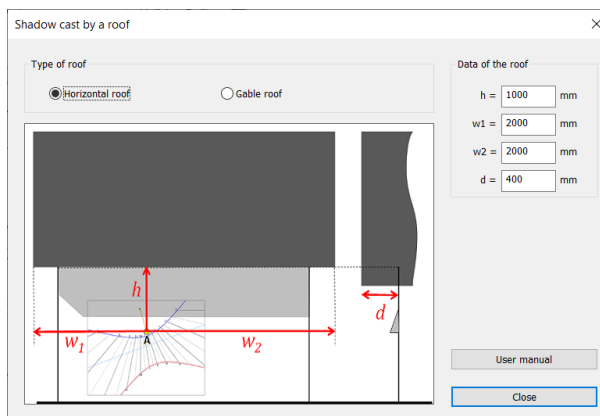 Shadow cast by a roof
Type of roof
Horizontal roof
Gable roof
Data of the roof
h = 1000 mm
w1 = 2000 mm
w2 = 2000 mm
d = 400 mm
h
d
w₁
w₂
A
User manual
Close